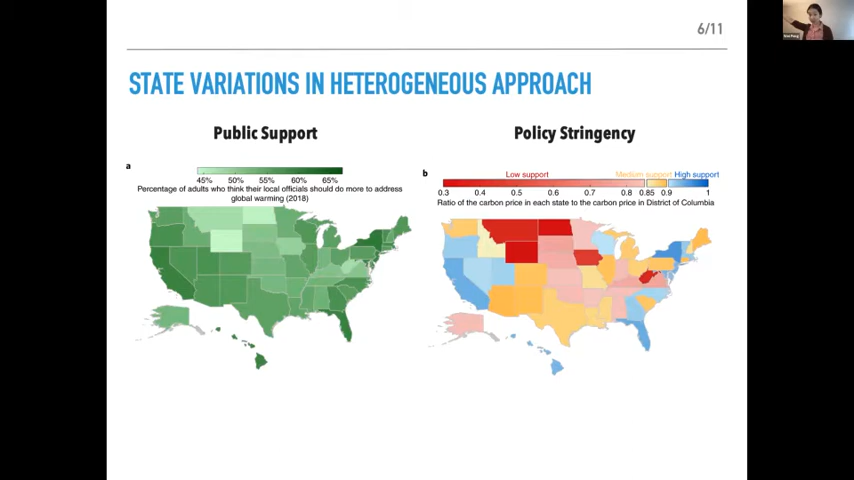 6/11
STATE VARIATIONS IN HETEROGENEOUS APPROACH
Public Support
Policy Stringency
a
45% 50% 55% 60% 65%
Percentage of adults who think their local officials should do more to address
global warming (2018)
b
Low support Medium support High support
0.3 0.4 0.5 0.6 0.7 0.8 0.85 0.9 1
Ratio of the carbon price in each state to the carbon price in District of Columbia